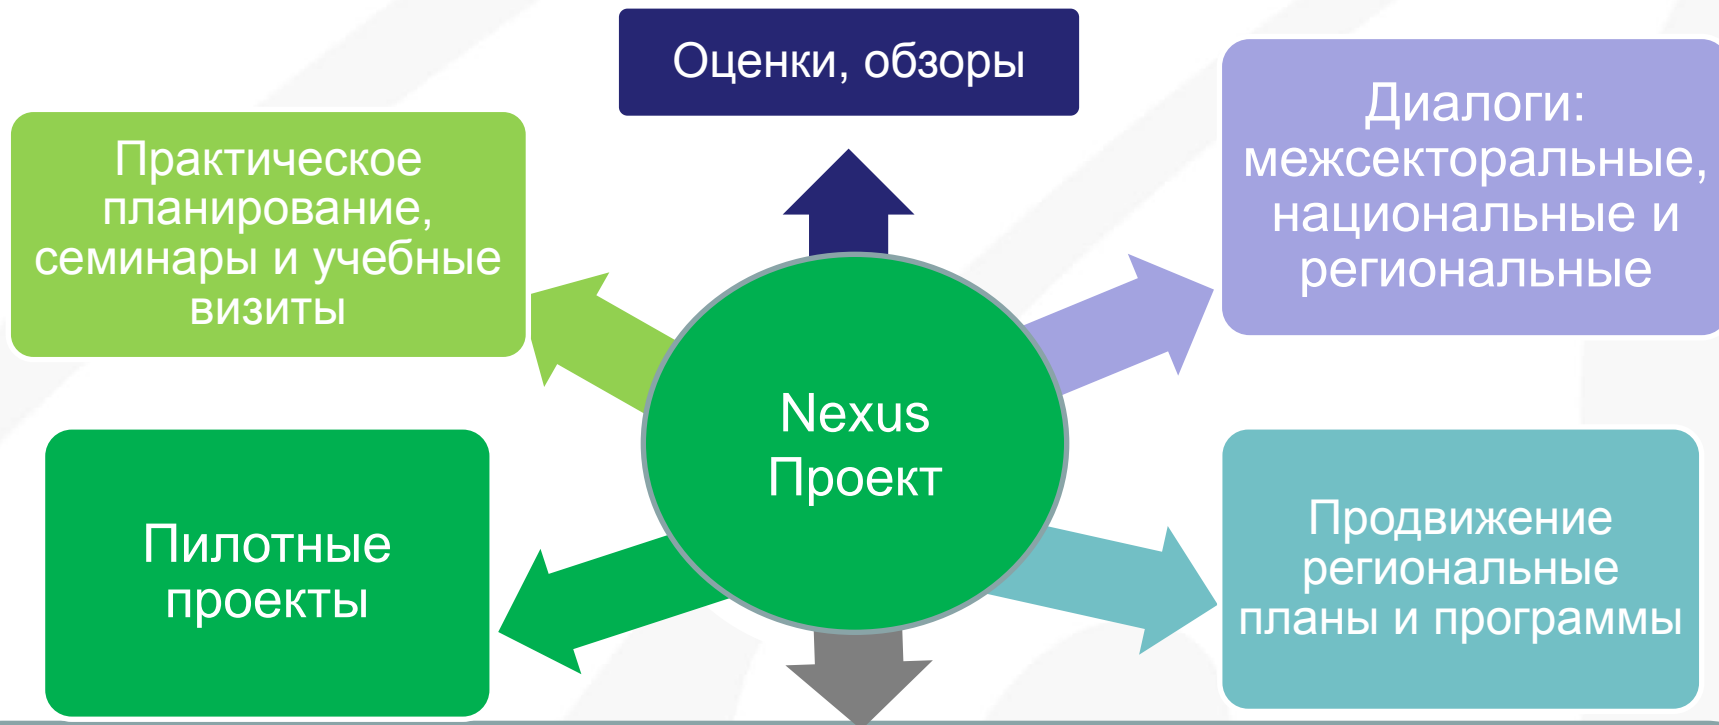 Оценки, обзоры
Диалоги:
межсекторальные,
национальные и
региональные
Практическое
планирование,
семинары и учебные
визиты
Nexus
Проект
Пилотные
проекты
Продвижение
региональные
планы и программы